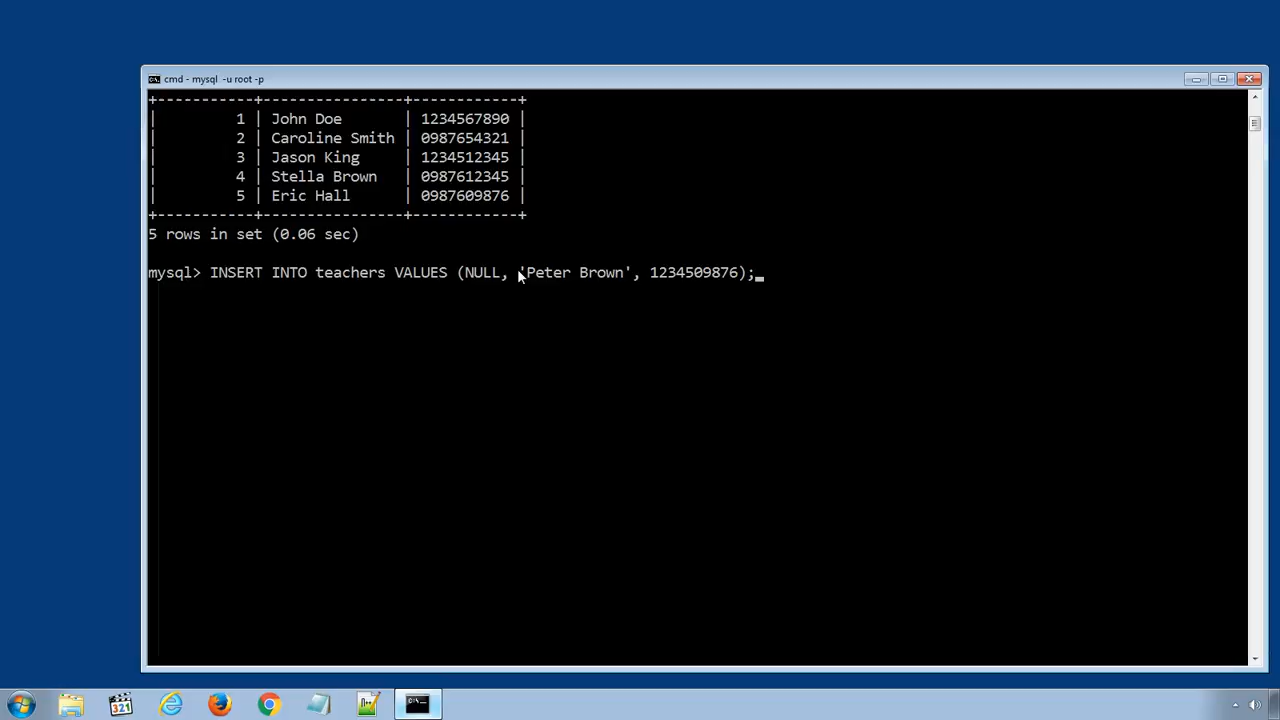 cmd - mysql -u root -p
+-----------+----------------+------------+
| 1 | John Doe | 1234567890 |
| 2 | Caroline Smith | 0987654321 |
| 3 | Jason King | 1234512345 |
| 4 | Stella Brown | 0987612345 |
| 5 | Eric Hall | 0987609876 |
+-----------+----------------+------------+
5 rows in set (0.06 sec)
mysql> INSERT INTO teachers VALUES (NULL, 'Peter Brown', 1234509876);_
321
C:\.